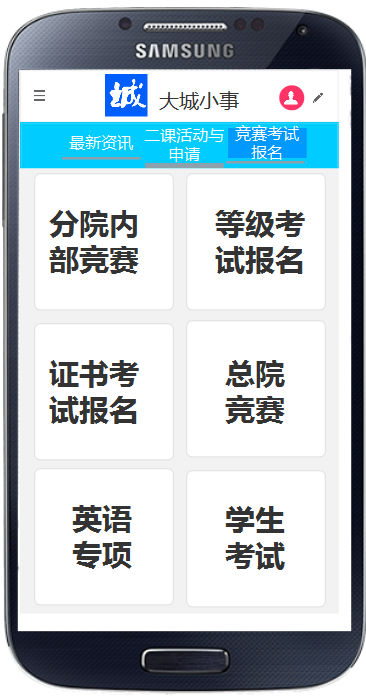 SAMSUNG
城
大城小事
最新资讯
二课活动与
申请
竞赛考试
报名
分院内
部竞赛
等级考
试报名
证书考
试报名
总院
竞赛
英语
专项
学生
考试